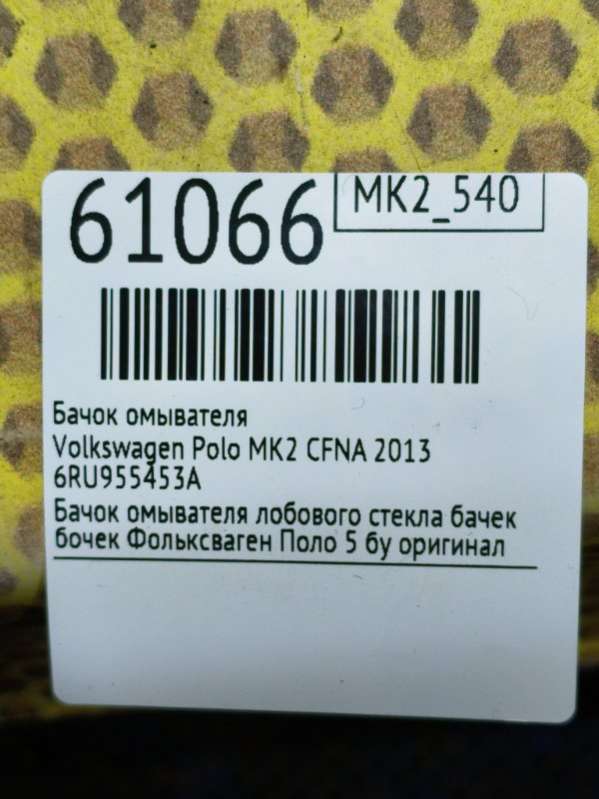 61066
MK2_540
Бачок омывателя
Volkswagen Polo MK2 CFNA 2013
6RU955453A
Бачок омывателя лобового стекла бачек
бочек Фольксваген Поло 5 бу оригинал